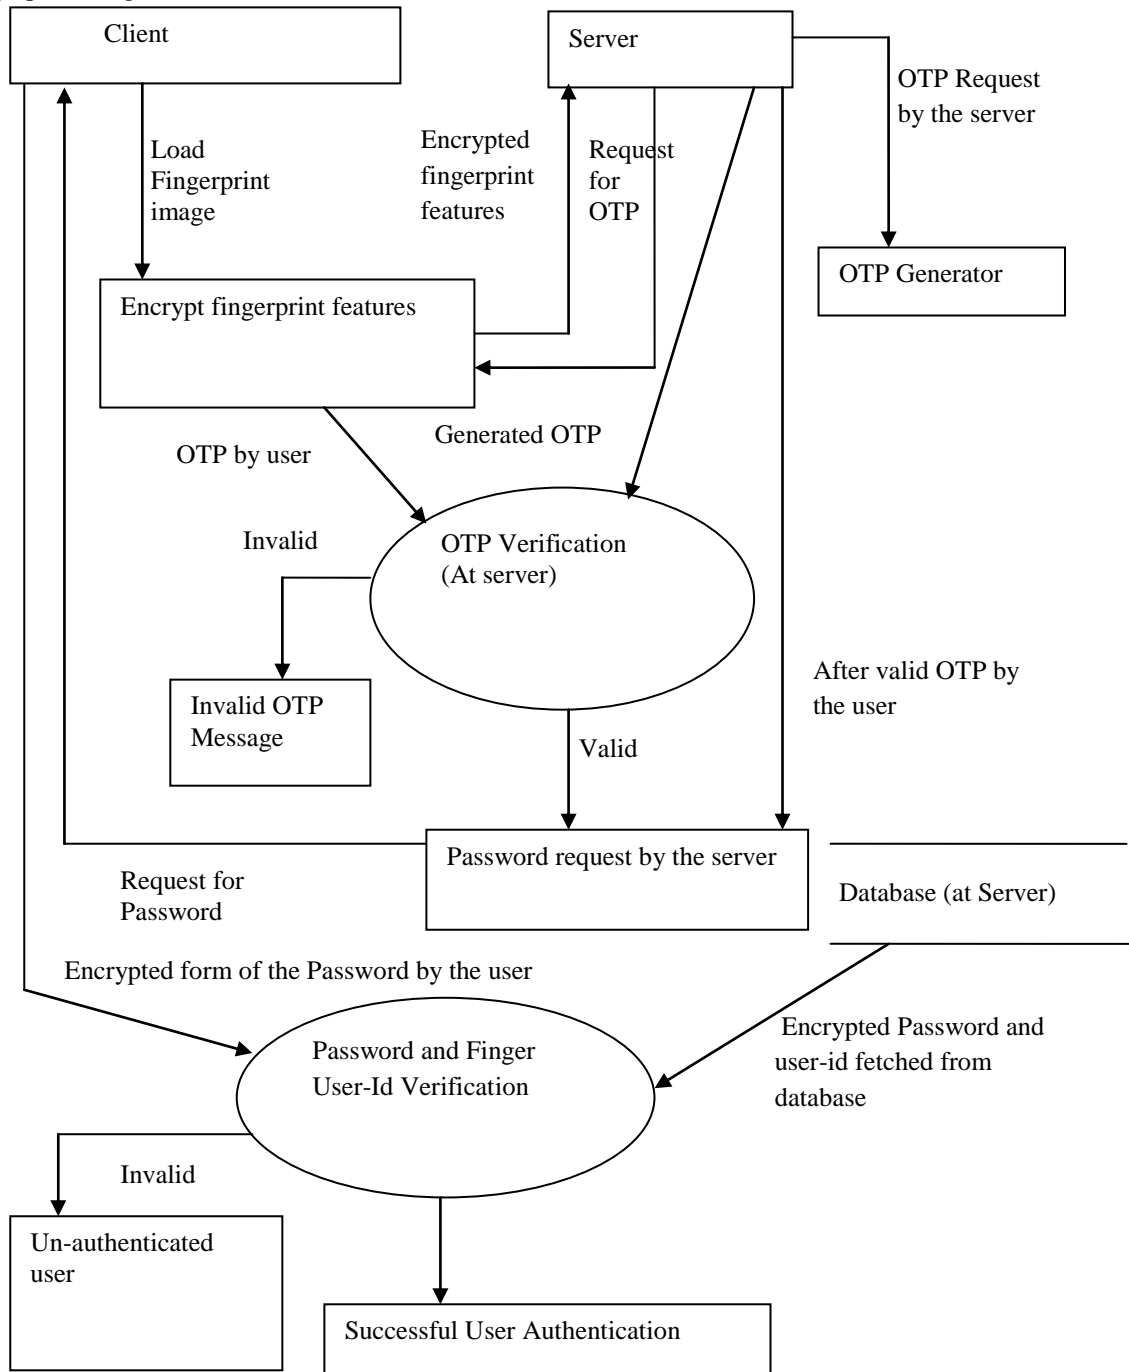 Client
Server
OTP Request
by the server
Load
Fingerprint
image
Encrypted
fingerprint
features
Request
for
OTP
OTP Generator
Encrypt fingerprint features
Generated OTP
OTP by user
Invalid
OTP Verification
(At server)
Invalid OTP
Message
After valid OTP by
the user
Valid
Password request by the server
Request for
Password
Database (at Server)
Encrypted form of the Password by the user
Encrypted Password and
user-id fetched from
database
Password and Finger
User-Id Verification
Invalid
Un-authenticated
user
Successful User Authentication